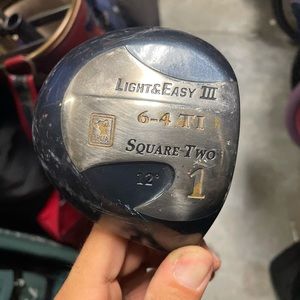 LIGHT&EASY III
6-4 TI
SQUARE TWO
12°
1